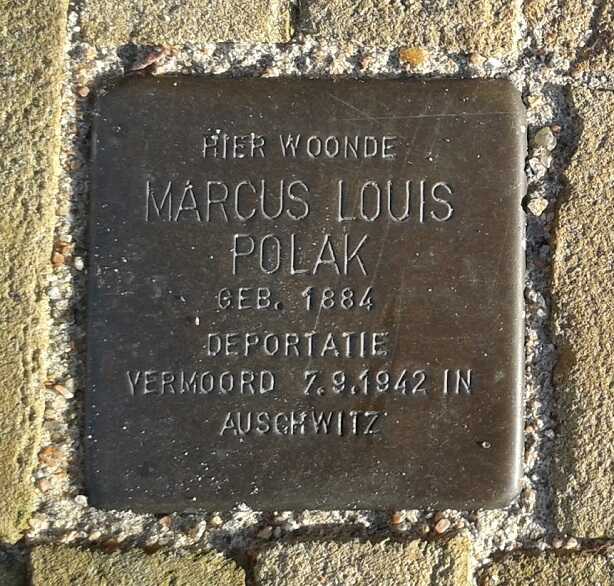 HIER WOONDE
MARCUS LOUIS
POLAK
GEB. 1884
DEPORTATIE
VERMOORD 7.9.1942 IN
AUSCHWITZ